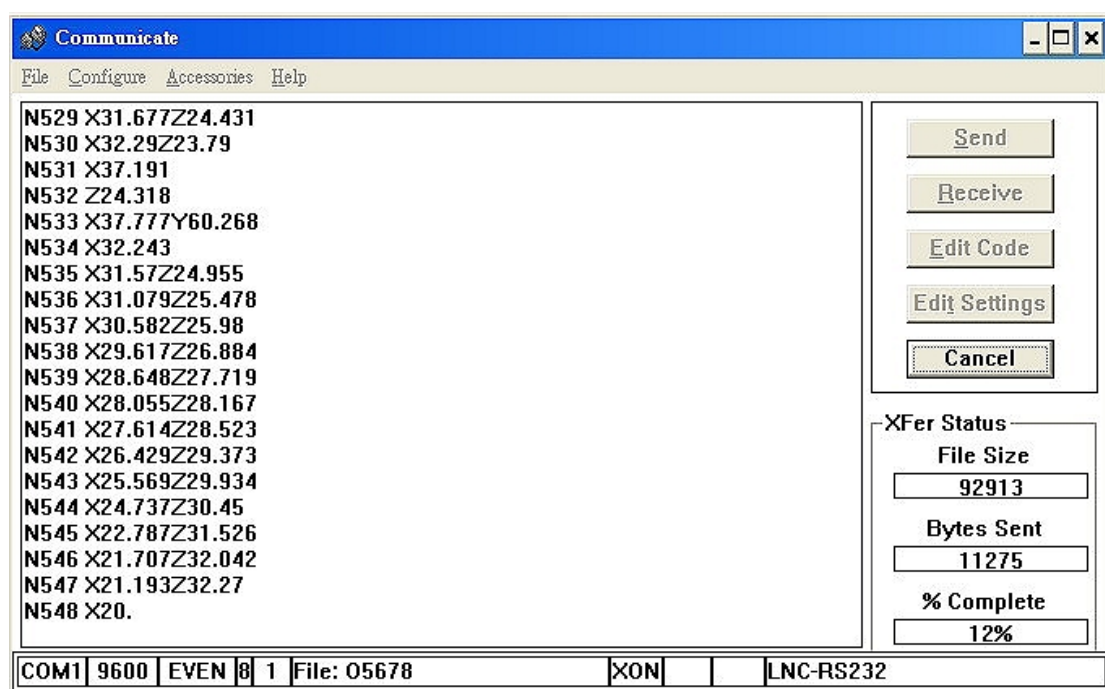 Communicate
File Configure Accessories Help
N529 X31.677Z24.431
N530 X32.29Z23.79
N531 X37.191
N532 Z24.318
N533 X37.777Y60.268
N534 X32.243
N535 X31.57Z24.955
N536 X31.079Z25.478
N537 X30.582Z25.98
N538 X29.617Z26.884
N539 X28.648Z27.719
N540 X28.055Z28.167
N541 X27.614Z28.523
N542 X26.429Z29.373
N543 X25.569Z29.934
N544 X24.737Z30.45
N545 X22.787Z31.526
N546 X21.707Z32.042
N547 X21.193Z32.27
N548 X20.
Send
Receive
Edit Code
Edit Settings
Cancel
XFer Status
File Size
92913
Bytes Sent
11275
% Complete
12%
COM1 9600 EVEN 8 1 File: O5678 XON LNC-RS232